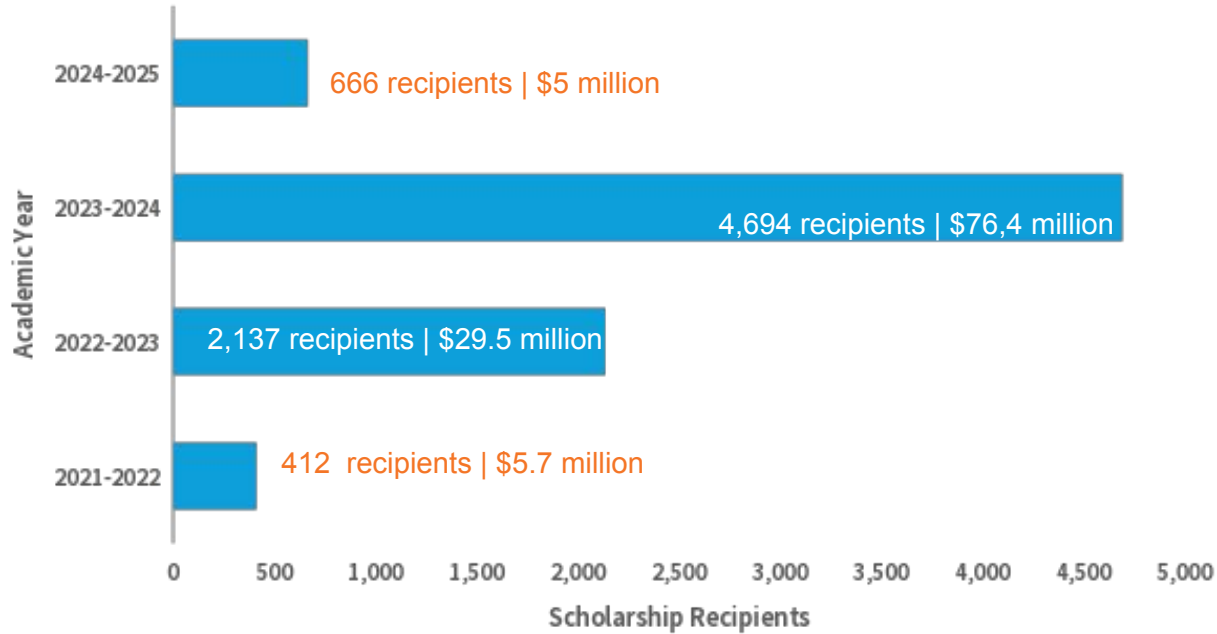 2024-2025
666 recipients | $5 million
2023-2024
4,694 recipients | $76,4 million
2022-2023
2,137 recipients | $29.5 million
2021-2022
412 recipients | $5.7 million
Academic Year
0 500 1,000 1,500 2,000 2,500 3,000 3,500 4,000 4,500 5,000
Scholarship Recipients